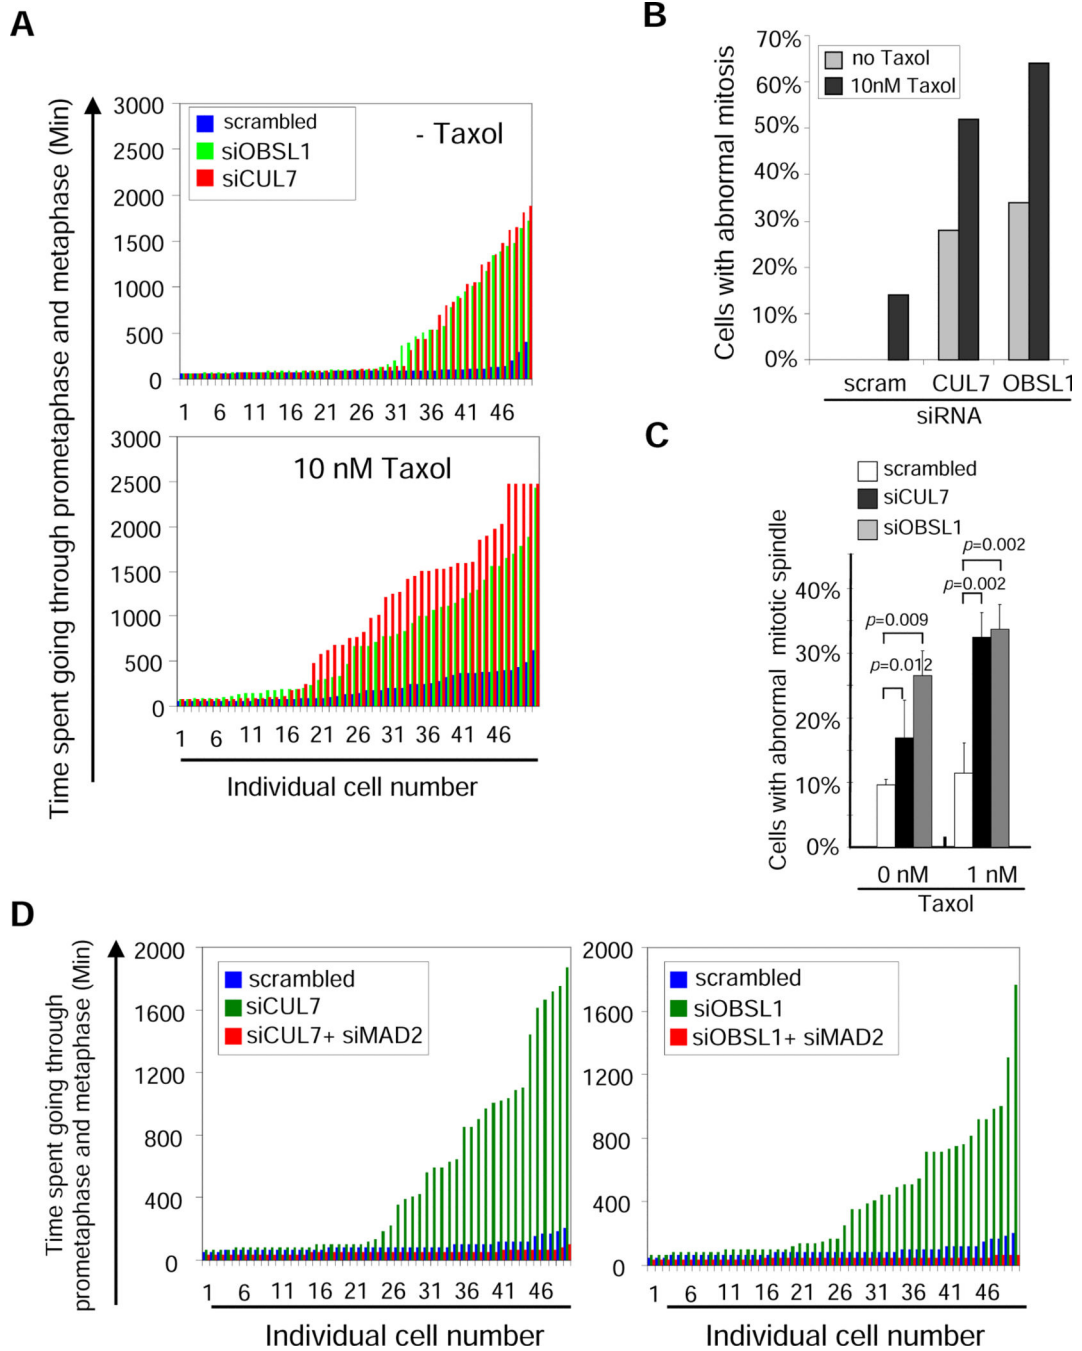 A
Time spent going through prometaphase and metaphase (Min)
3000
2500
2000
1500
1000
500
0
scrambled
siOBSL1
siCUL7
- Taxol
1 6 11 16 21 26 31 36 41 46
3000
2500
2000
1500
1000
500
0
10 nM Taxol
1 6 11 16 21 26 31 36 41 46
Individual cell number
B
Cells with abnormal mitosis
70%
60%
50%
40%
30%
20%
10%
0%
no Taxol
10nM Taxol
scram CUL7 OBSL1
siRNA
C
scrambled
siCUL7
siOBSL1
Cells with abnormal mitotic spindle
40%
30%
20%
10%
0%
p=0.009
p=0.012
p=0.002
p=0.002
0 nM 1 nM
Taxol
D
Time spent going through
prometaphase and metaphase (Min)
2000
1600
1200
800
400
0
scrambled
siCUL7
siCUL7+ siMAD2
1 6 11 16 21 26 31 36 41 46
Individual cell number
2000
1600
1200
800
400
0
scrambled
siOBSL1
siOBSL1+ siMAD2
1 6 11 16 21 26 31 36 41 46
Individual cell number